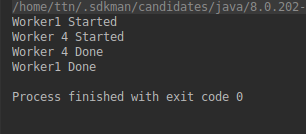 /home/ttn/.sdkman/candidates/java/8.0.202-
Worker1 Started
Worker 4 Started
Worker 4 Done
Worker1 Done
Process finished with exit code 0